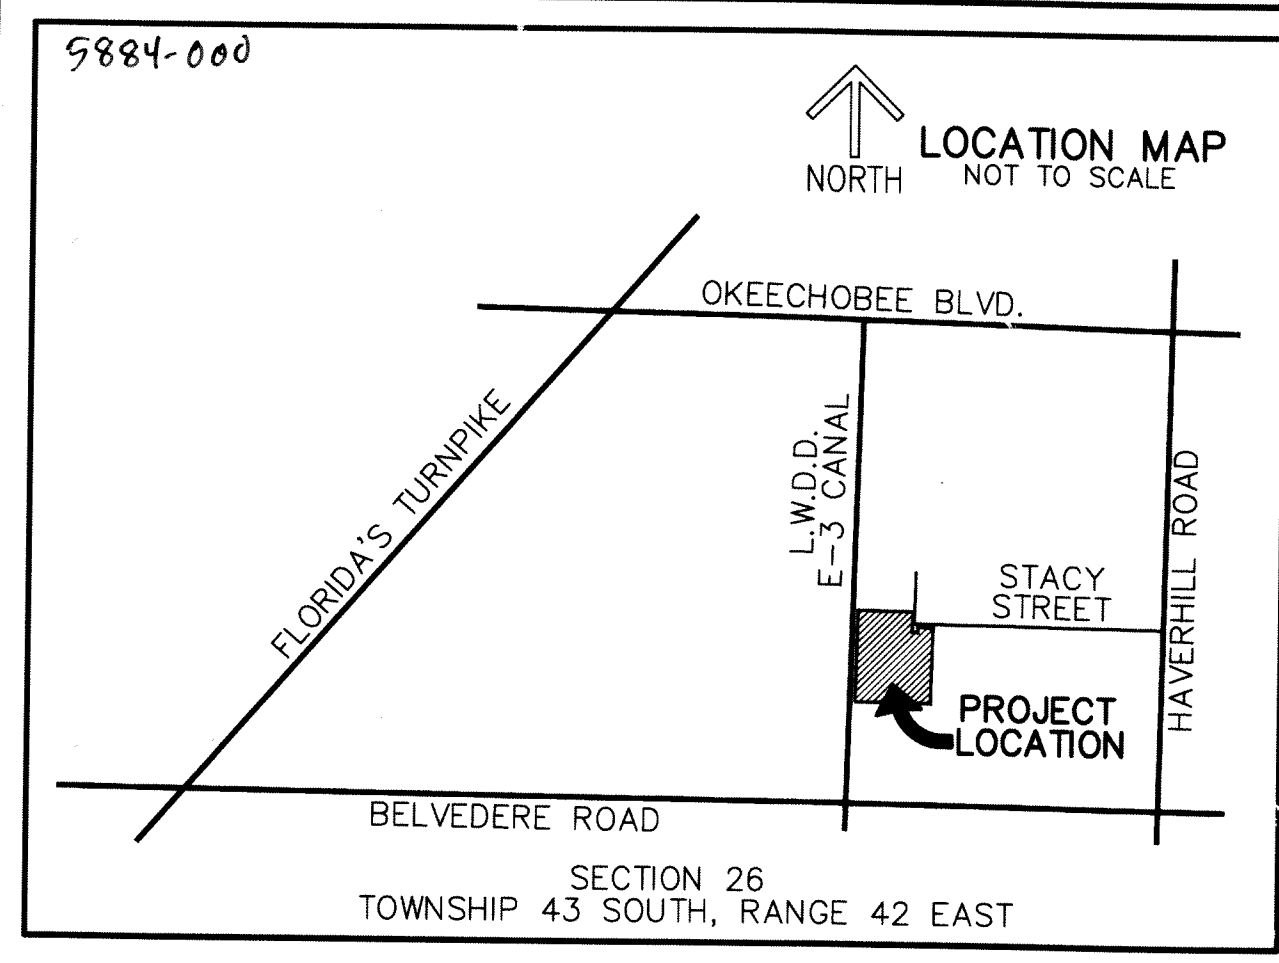 5884-000
LOCATION MAP
NOT TO SCALE
NORTH
OKEECHOBEE BLVD.
FLORIDA'S TURNPIKE
L.W.D.D.
E-3 CANAL
HAVERHILL ROAD
STACY
STREET
PROJECT
LOCATION
BELVEDERE ROAD
SECTION 26
TOWNSHIP 43 SOUTH, RANGE 42 EAST